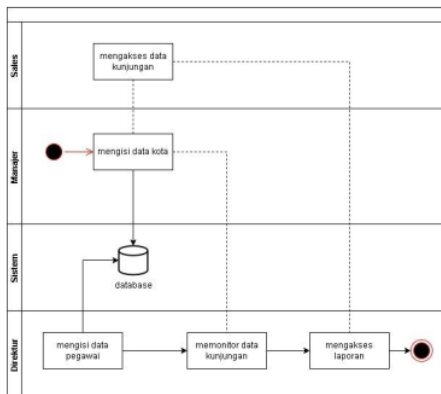 Sales
mengakses data
kunjungan
Manajer
mengisi data kota
Sistem
database
Direktur
mengisi data
pegawai
memonitor data
kunjungan
mengakses
laporan